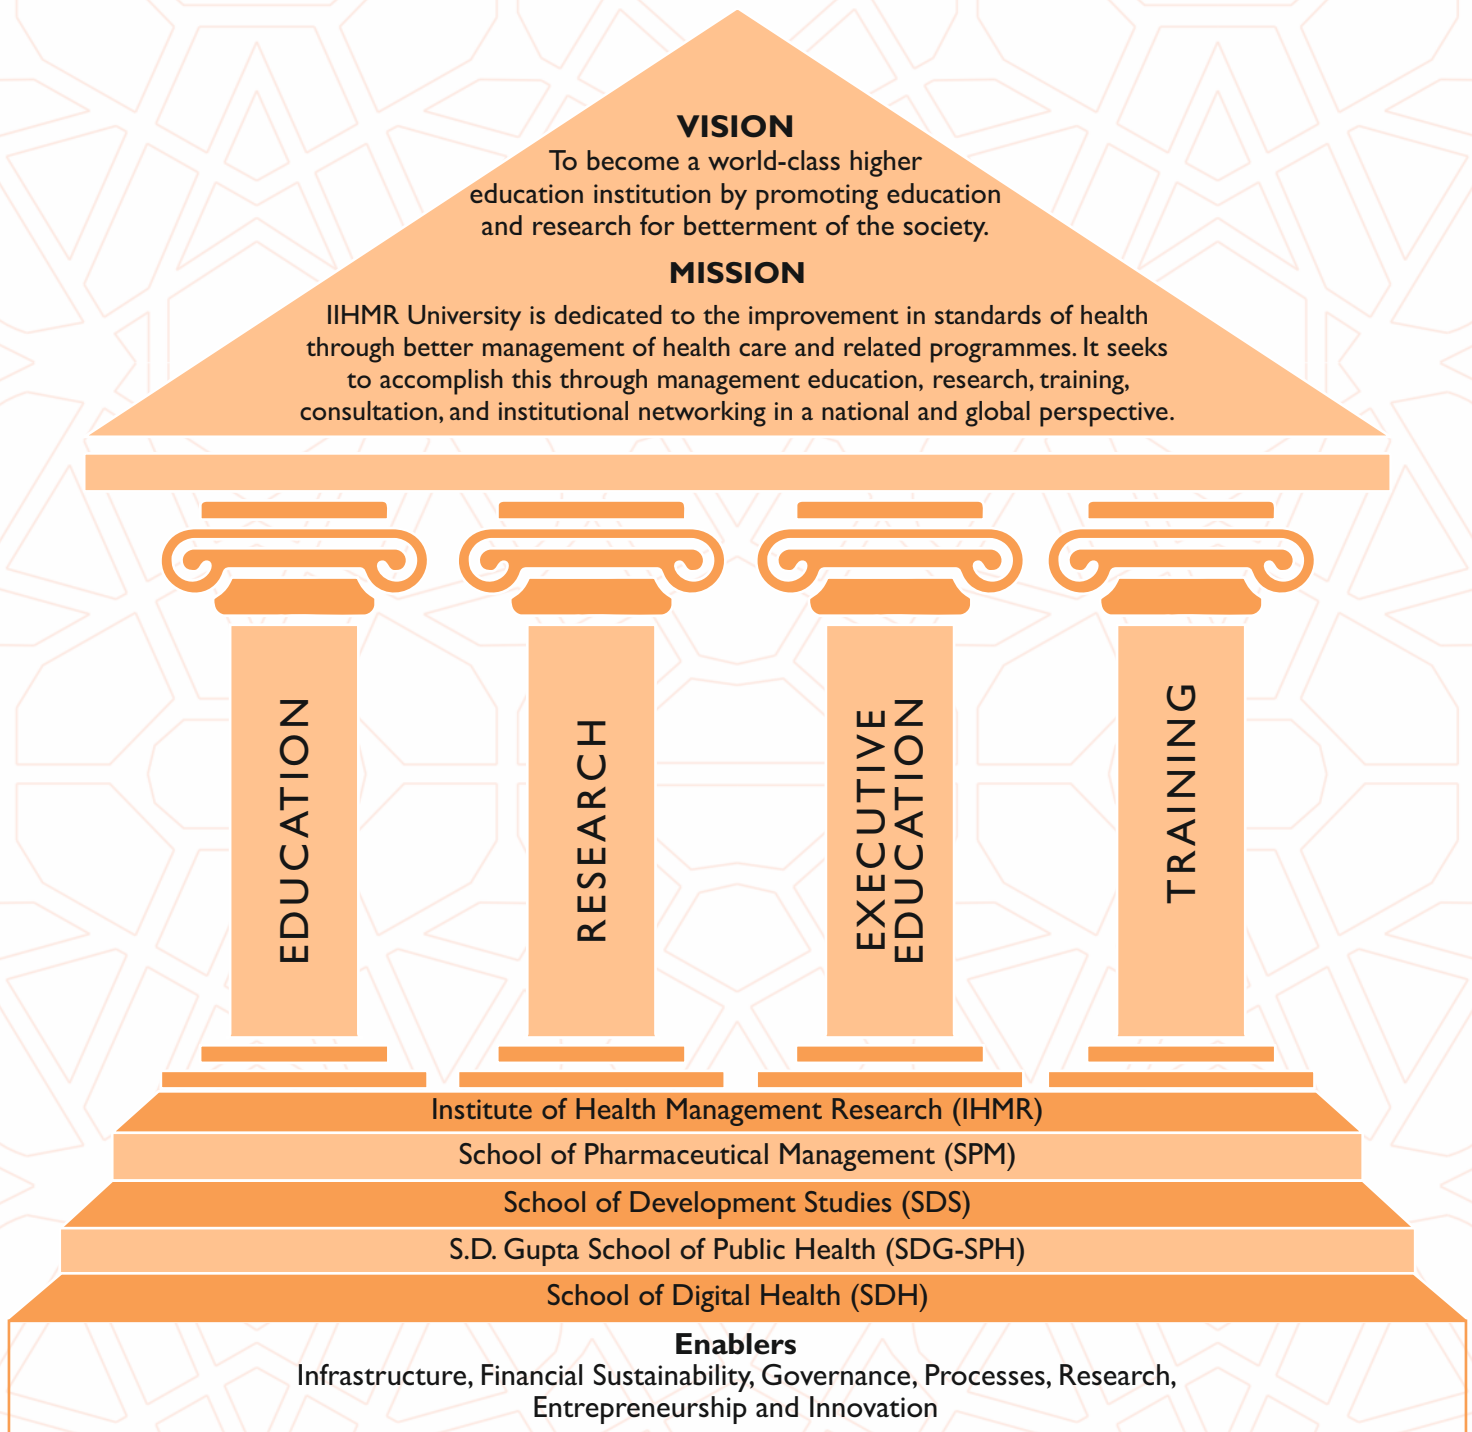 VISION
To become a world-class higher
education institution by promoting education
and research for betterment of the society.
MISSION
IIHMR University is dedicated to the improvement in standards of health
through better management of health care and related programmes. It seeks
to accomplish this through management education, research, training,
consultation, and institutional networking in a national and global perspective.
EDUCATION
RESEARCH
EXECUTIVE
EDUCATION
TRAINING
Institute of Health Management Research (IHMR)
School of Pharmaceutical Management (SPM)
School of Development Studies (SDS)
S.D. Gupta School of Public Health (SDG-SPH)
School of Digital Health (SDH)
Enablers
Infrastructure, Financial Sustainability, Governance, Processes, Research,
Entrepreneurship and Innovation